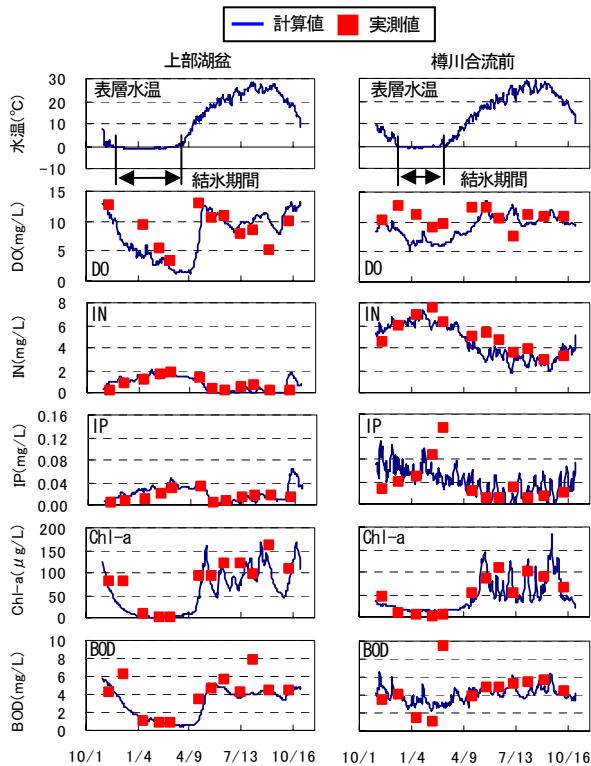 計算値 実測値
上部湖盆 樽川合流前
水温(℃)
30
20
10
0
-10
表層水温 表層水温
結氷期間 結氷期間
DO(mg/L)
15
10
5
0
DO DO
IN(mg/L)
8
6
4
2
0
IN IN
IP(mg/L)
0.16
0.12
0.08
0.04
0.00
IP IP
Chl-a(μg/L)
200
150
100
50
0
Chl-a Chl-a
BOD(mg/L)
10
8
6
4
2
0
BOD BOD
10/1 1/4 4/9 7/13 10/16 10/1 1/4 4/9 7/13 10/16